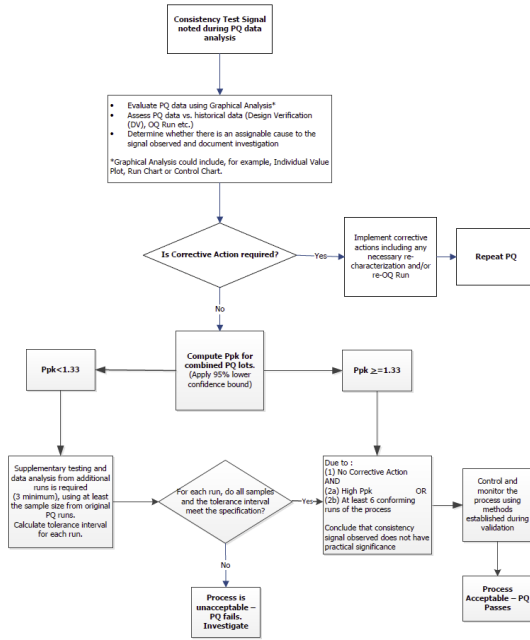 Consistency Test Signal
noted during PQ data
analysis
• Evaluate PQ data using Graphical Analysis*
• Assess PQ data vs. historical data (Design Verification
(DV), OQ Run etc.)
• Determine whether there is an assignable cause to the
signal observed and document investigation
*Graphical Analysis could include, for example, Individual Value
Plot, Run Chart or Control Chart.
Is Corrective Action required?
Yes
Implement corrective
actions including any
necessary re-
characterization and/or
re-OQ Run
Repeat PQ
No
Ppk<1.33
Compute Ppk for
combined PQ lots.
(Apply 95% lower
confidence bound)
Ppk >=1.33
Supplementary testing and
data analysis from additional
runs is required
(3 minimum), using at least
the sample size from original
PQ runs.
Calculate tolerance interval
for each run.
For each run, do all samples
and the tolerance interval
meet the specification?
Yes
Due to :
(1) No Corrective Action
AND
(2a) High Ppk OR
(2b) At least 6 conforming
runs of the process
Conclude that consistency
signal observed does not have
practical significance
Control and
monitor the
process using
methods
established during
validation
No
Process is
unacceptable –
PQ fails.
Investigate
Process
Acceptable – PQ
Passes